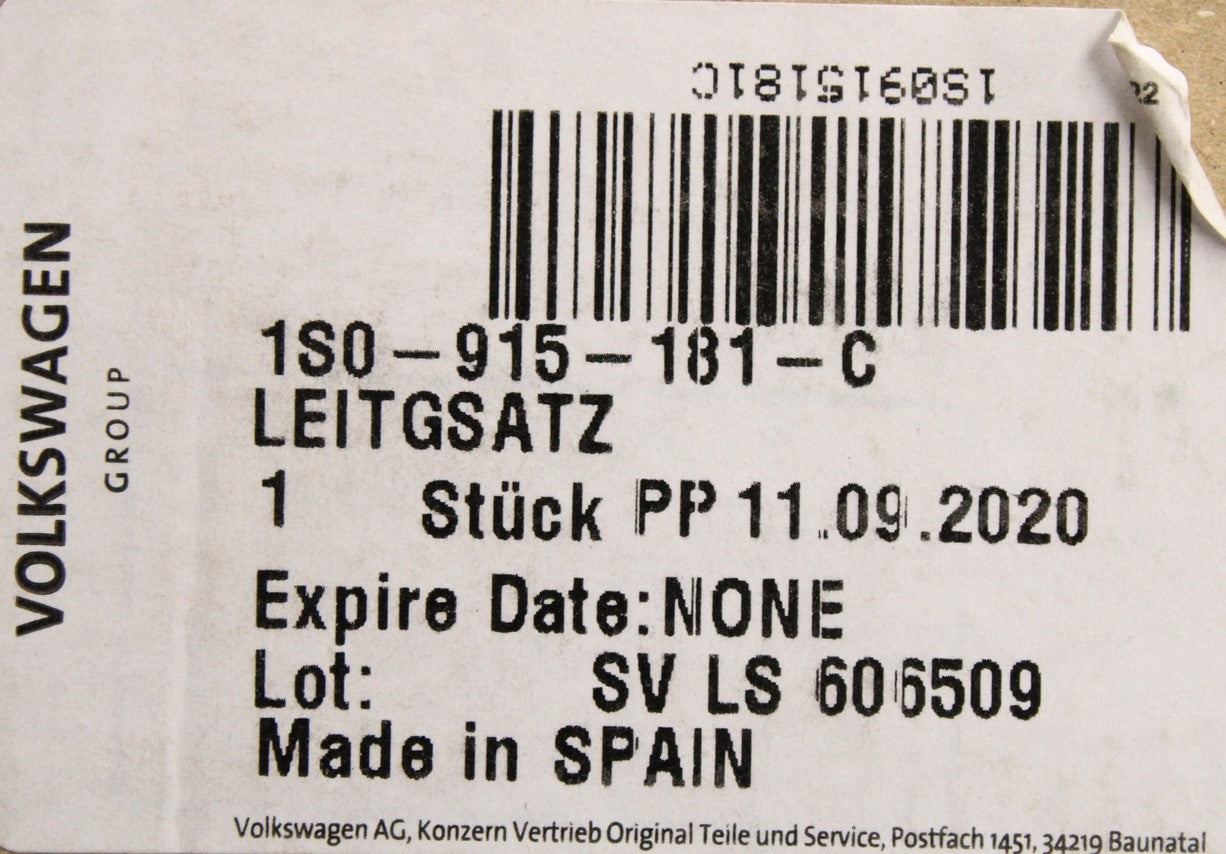 1S0915181C
22
1S0-915-181-C
LEITGSATZ
1 Stück PP 11.09.2020
Expire Date:NONE
Lot: SV LS 606509
Made in SPAIN
VOLKSWAGEN
GROUP
Volkswagen AG, Konzern Vertrieb Original Teile und Service, Postfach 1451, 34219 Baunatal